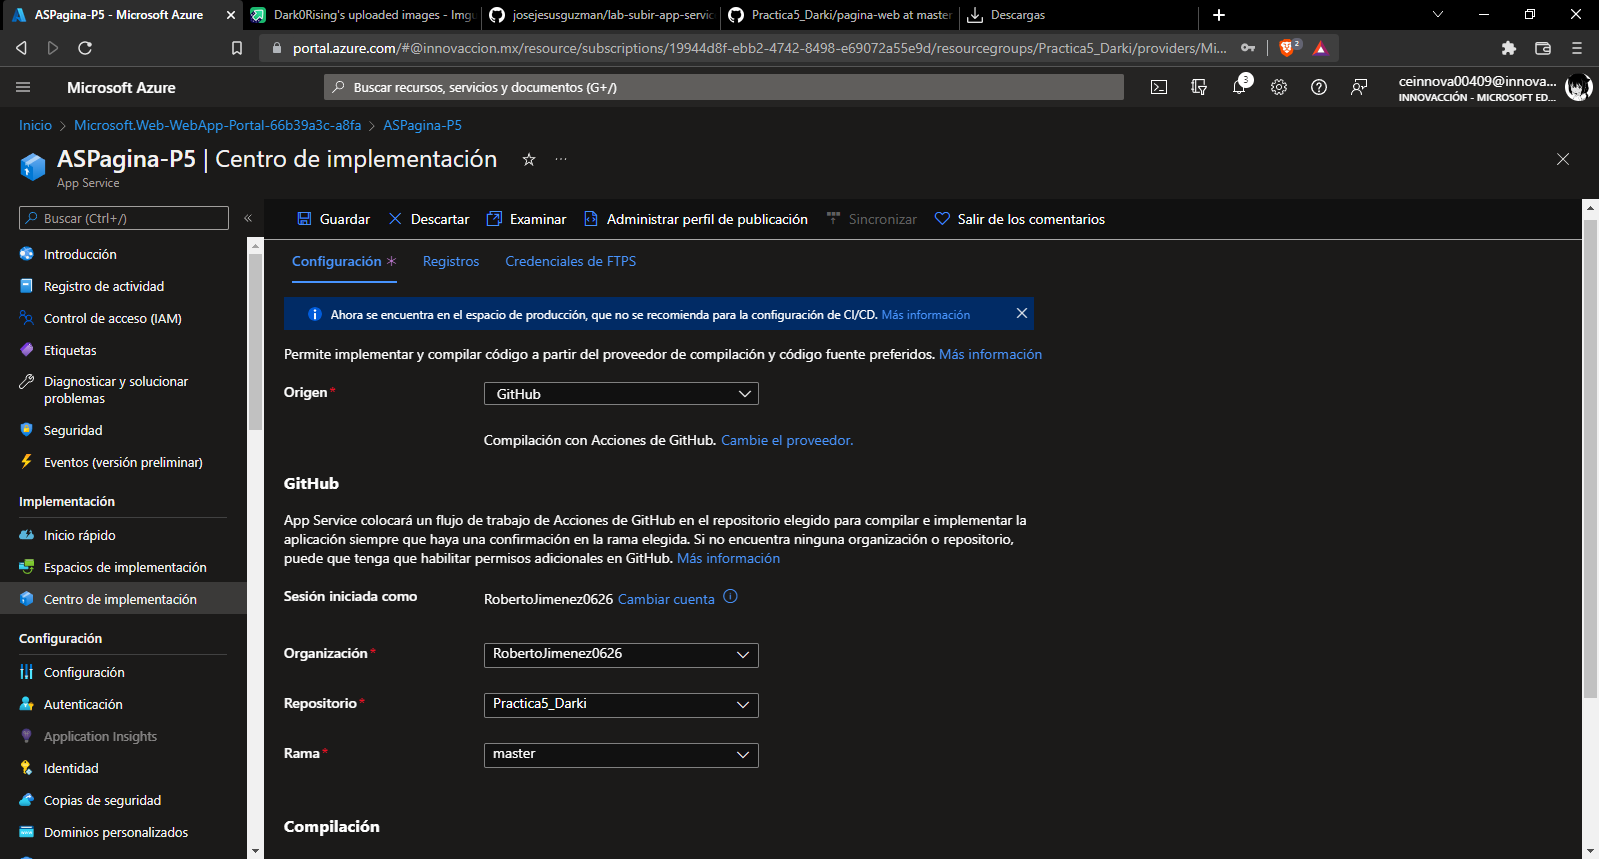 ASPagina-P5 - Microsoft Azure
Dark0Rising's uploaded images - Imgu
josejesusguzman/lab-subir-app-servic
Practica5_Darki/pagina-web at master
Descargas
portal.azure.com/#@innovaccion.mx/resource/subscriptions/19944d8f-ebb2-4742-8498-e69072a55e9d/resourcegroups/Practica5_Darki/providers/Mi...
2
Microsoft Azure
Buscar recursos, servicios y documentos (G+/)
3
ceinnova00409@innova...
INNOVACCIÓN - MICROSOFT ED...
Inicio > Microsoft.Web-WebApp-Portal-66b39a3c-a8fa > ASPagina-P5
ASPagina-P5 | Centro de implementación
App Service
Buscar (Ctrl+/)
Introducción
Registro de actividad
Control de acceso (IAM)
Etiquetas
Diagnosticar y solucionar
problemas
Seguridad
Eventos (versión preliminar)
Implementación
Inicio rápido
Espacios de implementación
Centro de implementación
Configuración
Configuración
Autenticación
Application Insights
Identidad
Copias de seguridad
Dominios personalizados
Guardar
Descartar
Examinar
Administrar perfil de publicación
Sincronizar
Salir de los comentarios
Configuración *
Registros
Credenciales de FTPS
Ahora se encuentra en el espacio de producción, que no se recomienda para la configuración de CI/CD. Más información
Permite implementar y compilar código a partir del proveedor de compilación y código fuente preferidos. Más información
Origen *
GitHub
Compilación con Acciones de GitHub. Cambie el proveedor.
GitHub
App Service colocará un flujo de trabajo de Acciones de GitHub en el repositorio elegido para compilar e implementar la
aplicación siempre que haya una confirmación en la rama elegida. Si no encuentra ninguna organización o repositorio,
puede que tenga que habilitar permisos adicionales en GitHub. Más información
Sesión iniciada como
RobertoJimenez0626 Cambiar cuenta
Organización *
RobertoJimenez0626
Repositorio *
Practica5_Darki
Rama *
master
Compilación